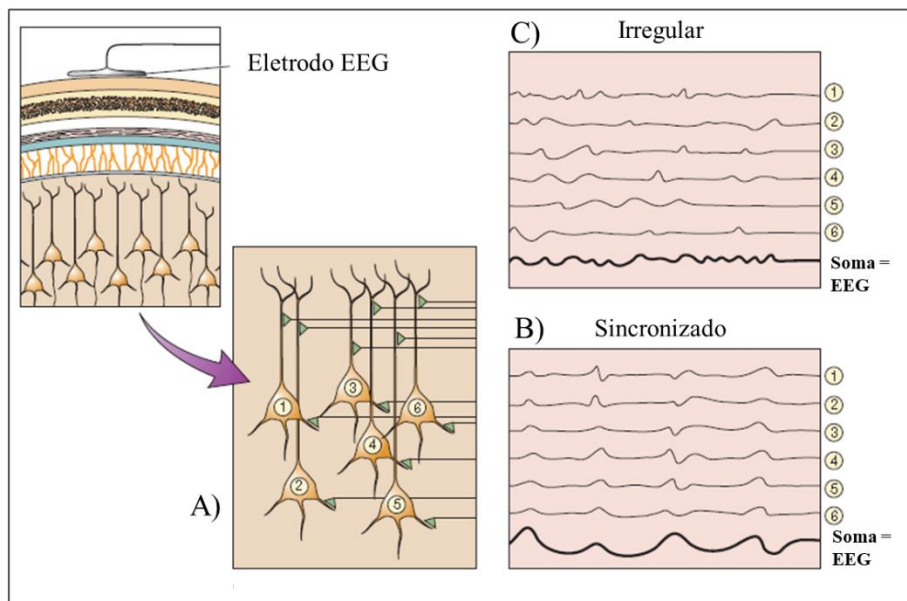 Eletrodo EEG
A)
1
2
3
4
5
6
C) Irregular
1
2
3
4
5
6
Soma =
EEG
B) Sincronizado
1
2
3
4
5
6
Soma =
EEG